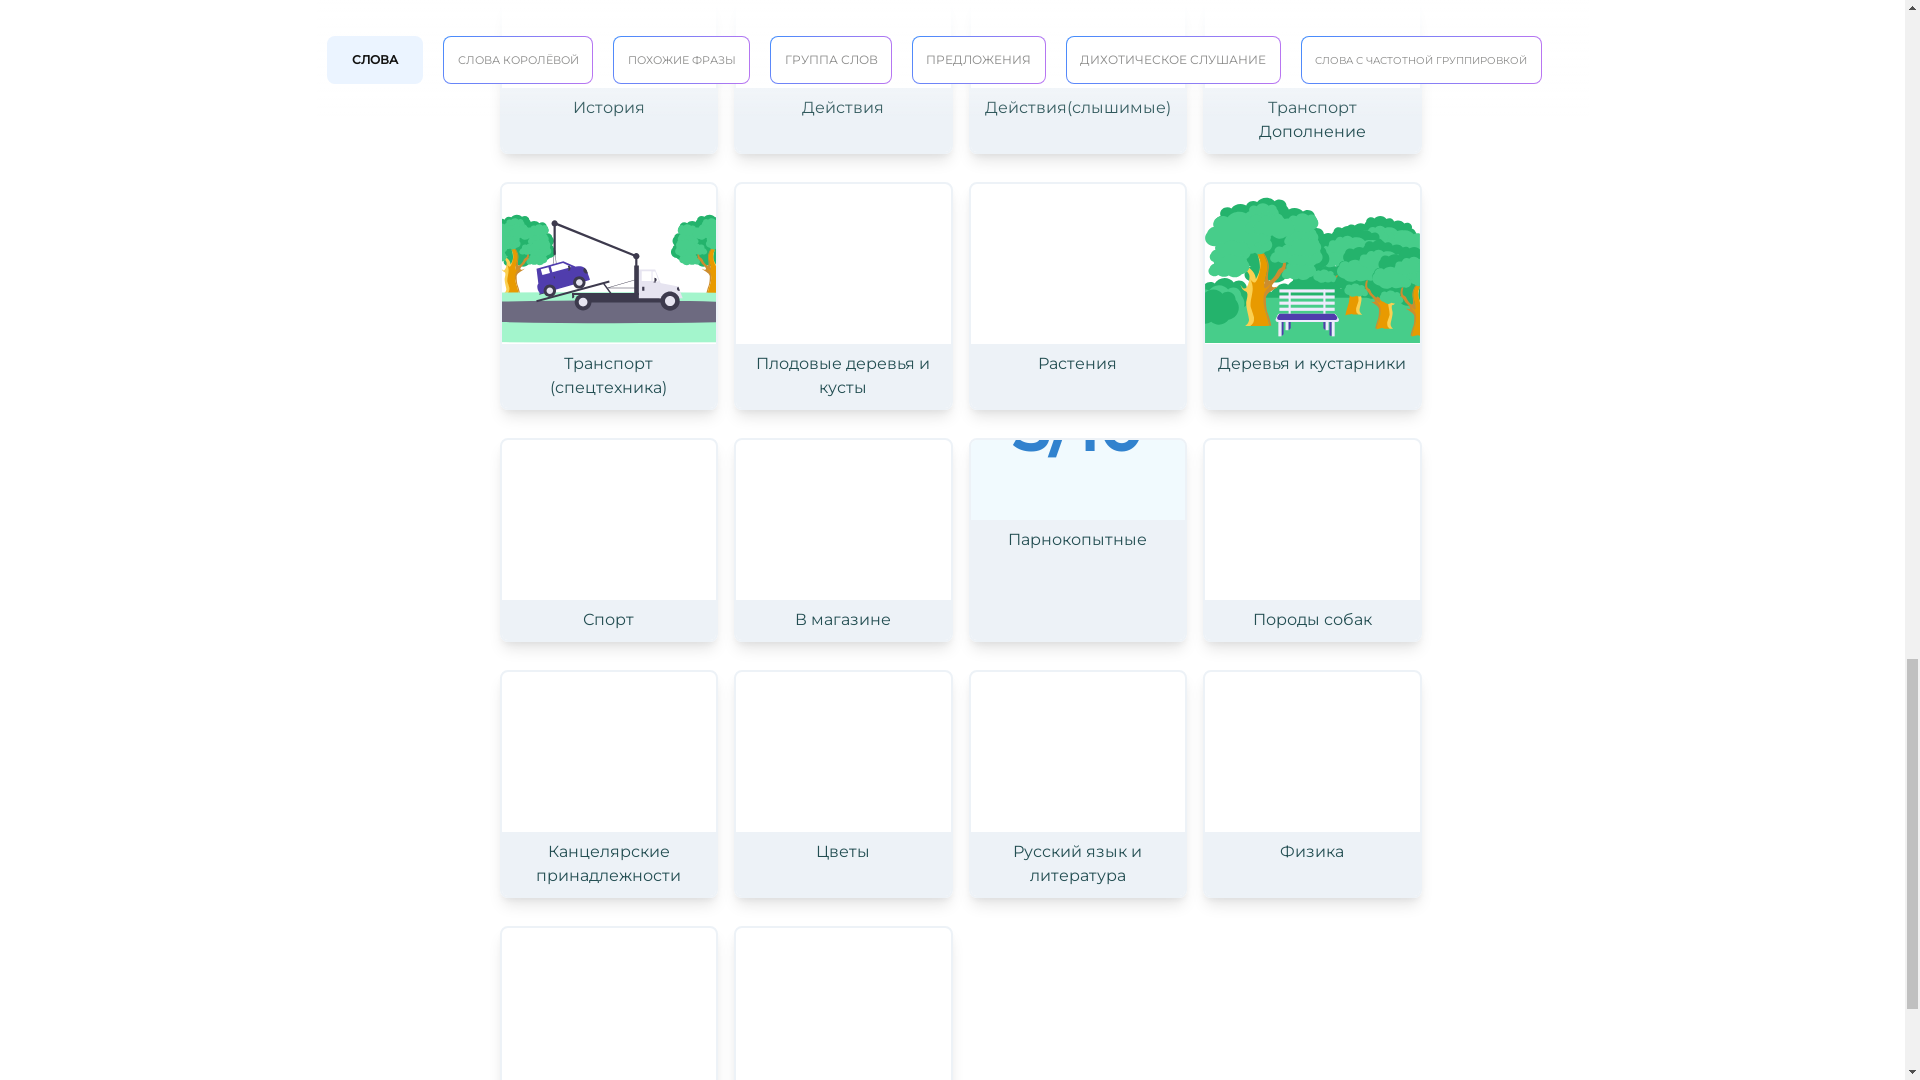 СЛОВА
СЛОВА КОРОЛЁВОЙ
ПОХОЖИЕ ФРАЗЫ
ГРУППА СЛОВ
ПРЕДЛОЖЕНИЯ
ДИХОТИЧЕСКОЕ СЛУШАНИЕ
СЛОВА С ЧАСТОТНОЙ ГРУППИРОВКОЙ
История
Действия
Действия(слышимые)
Транспорт
Дополнение
Транспорт
(спецтехника)
Плодовые деревья и
кусты
Растения
Деревья и кустарники
Спорт
В магазине
Парнокопытные
Породы собак
Канцелярские
принадлежности
Цветы
Русский язык и
литература
Физика